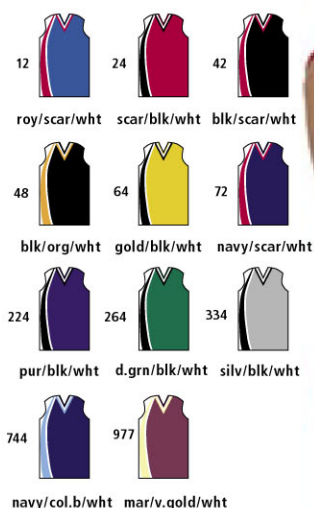 12 24 42
roy/scar/wht scar/blk/wht blk/scar/wht
48 64 72
blk/org/wht gold/blk/wht navy/scar/wht
224 264 334
pur/blk/wht d.grn/blk/wht silv/blk/wht
744 977
navy/col.b/wht mar/v.gold/wht